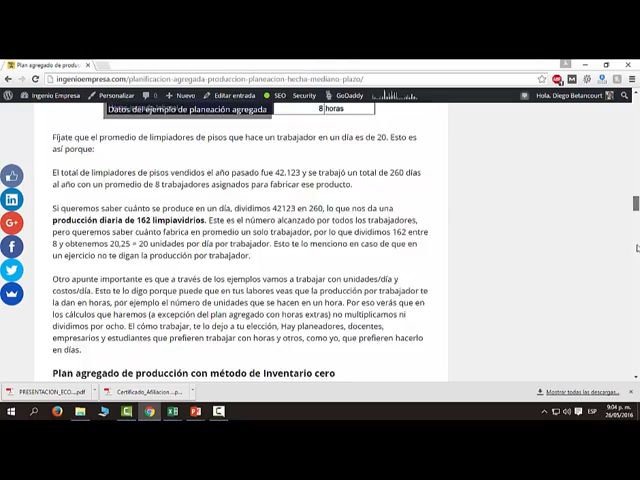 Plan agregado de produc
ingenioempresa.com/planificacion-agregada-produccion-planeacion-hecha-mediano-plazo/
Ingenio Empresa 0 Nuevo Editar entrada SEO Security GoDaddy Hola, Diego Betancourt
Datos del ejemplo de planeación agregada 8 horas
Fíjate que el promedio de limpiadores de pisos que hace un trabajador en un día es de 20. Esto es
así porque:
El total de limpiadores de pisos vendidos el año pasado fue 42.123 y se trabajó un total de 260 días
al año con un promedio de 8 trabajadores asignados para fabricar ese producto.
Si queremos saber cuánto se produce en un día, dividimos 42123 en 260, lo que nos da una
producción diaria de 162 limpiavidrios. Este es el número alcanzado por todos los trabajadores,
pero queremos saber cuánto fabrica en promedio un solo trabajador, por lo que dividimos 162 entre
8 y obtenemos 20,25 = 20 unidades por día por trabajador. Esto te lo menciono en caso de que en
un ejercicio no te digan la producción por trabajador.
Otro apunte importante es que a través de los ejemplos vamos a trabajar con unidades/día y
costos/día. Esto te lo digo porque puede que en tus labores veas que la producción por trabajador te
la dan en horas, por ejemplo el número de unidades que se hacen en un hora. Por eso verás que en
los cálculos que haremos (a excepción del plan agregado con horas extras) no multiplicamos ni
dividimos por ocho. El cómo trabajar, te lo dejo a tu elección, Hay planeadores, docentes,
empresarios y estudiantes que prefieren trabajar con horas y otros, como yo, que prefieren hacerlo
en días.
Plan agregado de producción con método de Inventario cero
PRESENTACION_ECO....pdf Certificado_Afiliacion....p... Mostrar todas las descargas...
ESP 9:04 p. m.
26/05/2016